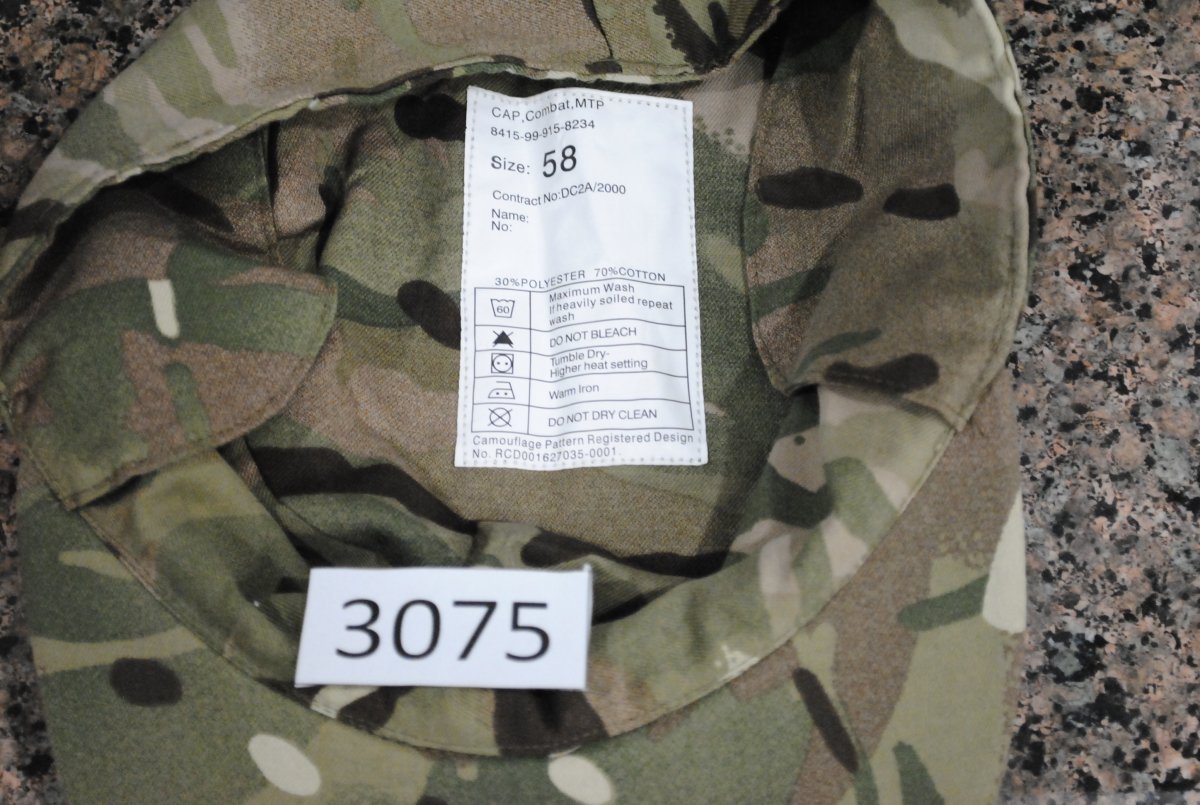 CAP,Combat,MTP
8415-99-915-8234
Size: 58
Contract No:DC2A/2000
Name:
No:
30%POLYESTER 70%COTTON
60
Maximum Wash
If heavily soiled repeat
wash
DO NOT BLEACH
Tumble Dry-
Higher heat setting
Warm Iron
DO NOT DRY CLEAN
Camouflage Pattern Registered Design
No. RCD001627035-0001.
3075